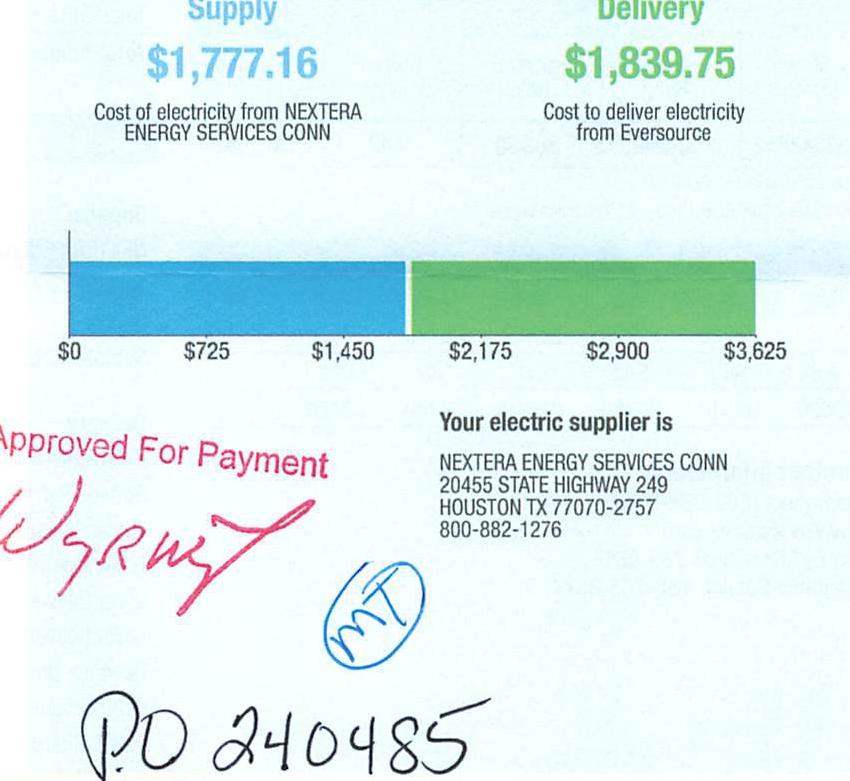 Supply
$1,777.16
Cost of electricity from NEXTERA
ENERGY SERVICES CONN
Delivery
$1,839.75
Cost to deliver electricity
from Eversource
$0 $725 $1,450 $2,175 $2,900 $3,625
Your electric supplier is
NEXTERA ENERGY SERVICES CONN
20455 STATE HIGHWAY 249
HOUSTON TX 77070-2757
800-882-1276
Approved For Payment
MT
P.O 240485